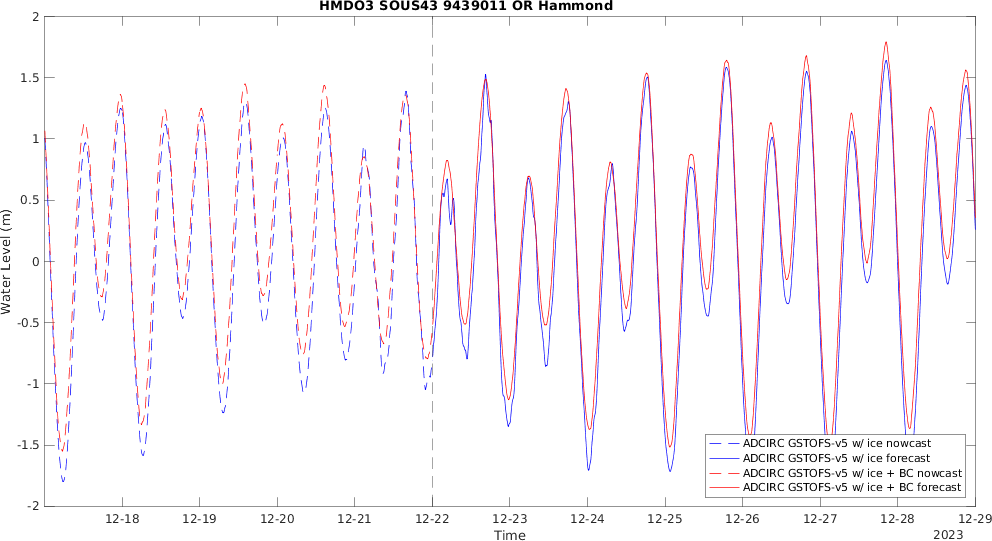 HMDO3 SOUS43 9439011 OR Hammond
2
1.5
1
0.5
0
-0.5
-1
-1.5
-2
Water Level (m)
12-18 12-19 12-20 12-21 12-22 12-23 12-24 12-25 12-26 12-27 12-28 12-29
Time
2023
ADCIRC GSTOFS-v5 w/ ice nowcast
ADCIRC GSTOFS-v5 w/ ice forecast
ADCIRC GSTOFS-v5 w/ ice + BC nowcast
ADCIRC GSTOFS-v5 w/ ice + BC forecast